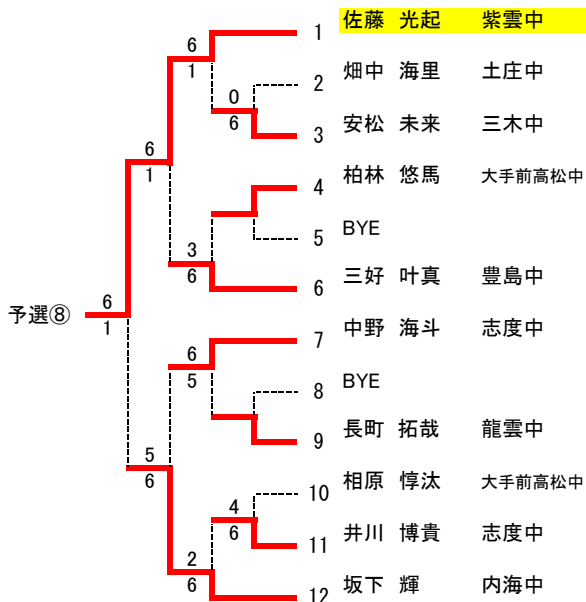 1 佐藤 光起 紫雲中
6
1
2 畑中 海里 土庄中
0
6
3 安松 未来 三木中
6
1
4 柏林 悠馬 大手前高松中
5 BYE
3
6
6 三好 叶真 豊島中
予選⑧
6
1
7 中野 海斗 志度中
6
5
8 BYE
9 長町 拓哉 龍雲中
5
6
10 相原 惇汰 大手前高松中
4
6
11 井川 博貴 志度中
2
6
12 坂下 輝 内海中